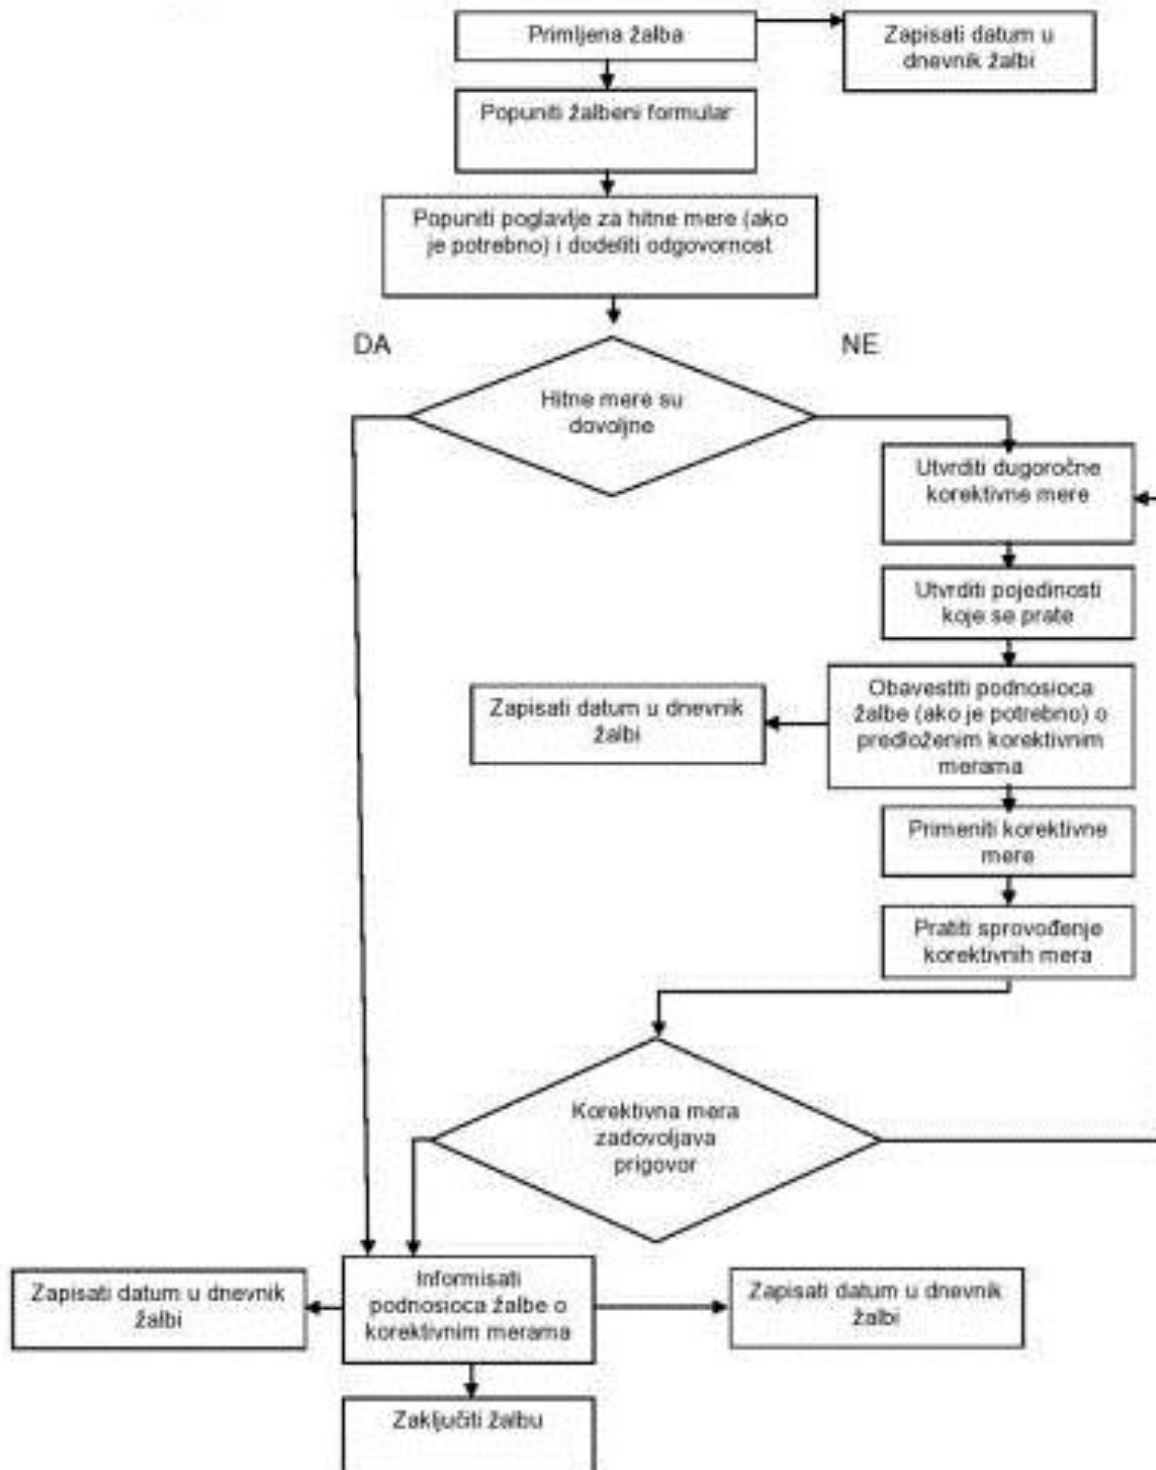 Primljena žalba
Zapisati datum u
dnevnik žalbi
Popuniti žalbeni formular
Popuniti poglavlje za hitne mere (ako
je potrebno) i dodeliti odgovornost
DA
NE
Hitne mere su
dovoljne
Utvrditi dugoročne
korektivne mere
Utvrditi pojedinosti
koje se prate
Obavestiti podnosioca
žalbe (ako je potrebno) o
predloženim korektivnim
merama
Zapisati datum u dnevnik
žalbi
Primeniti korektivne
mere
Pratiti sprovođenje
korektivnih mera
Korektivna mera
zadovoljava
prigovor
Zapisati datum u dnevnik
žalbi
Informisati
podnosioca žalbe o
korektivnim merama
Zapisati datum u dnevnik
žalbi
Zaključiti žalbu